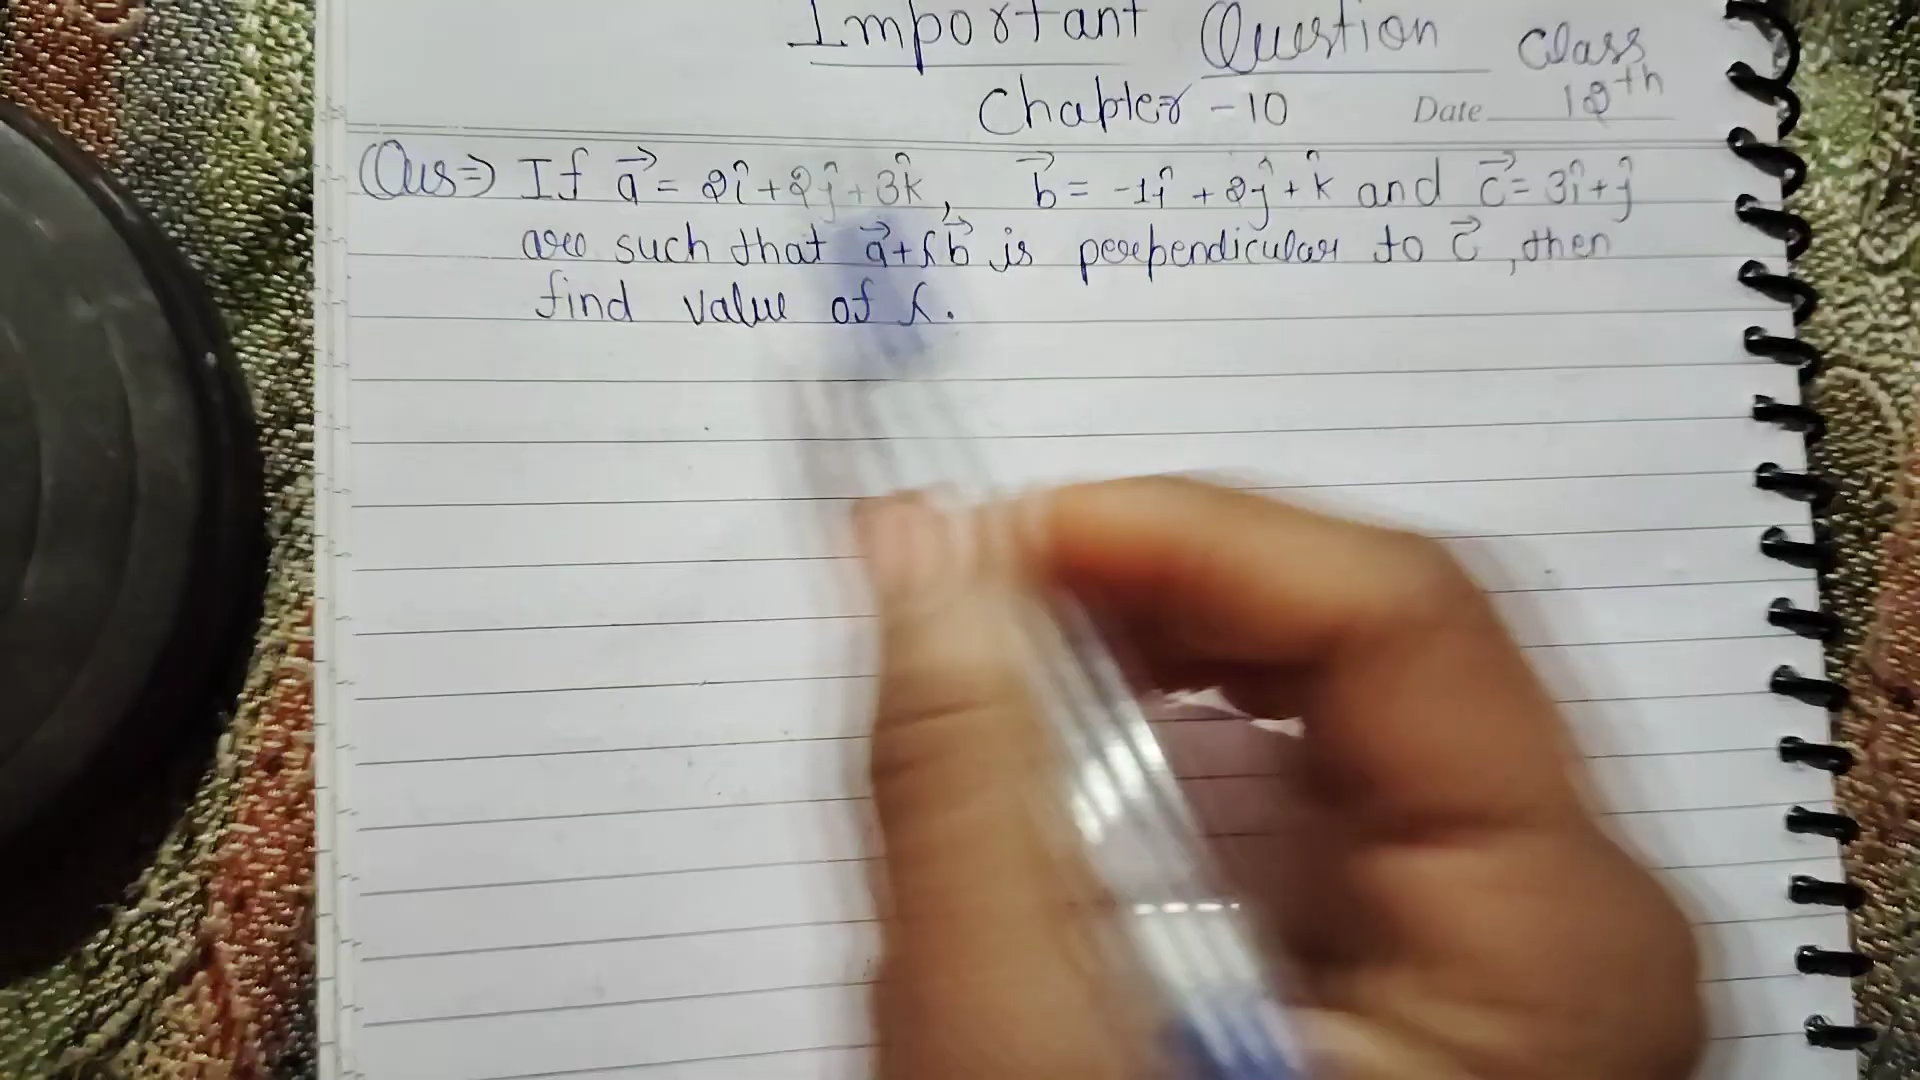 Important Question Class
Chapter -10 Date 12th
Ques⇒ If a⃗ = 2î+2ĵ+3k̂, b⃗ = -1î+2ĵ+k̂ and c⃗ = 3î+ĵ
are such that a⃗+λb⃗ is perpendicular to c⃗, then
find value of λ.